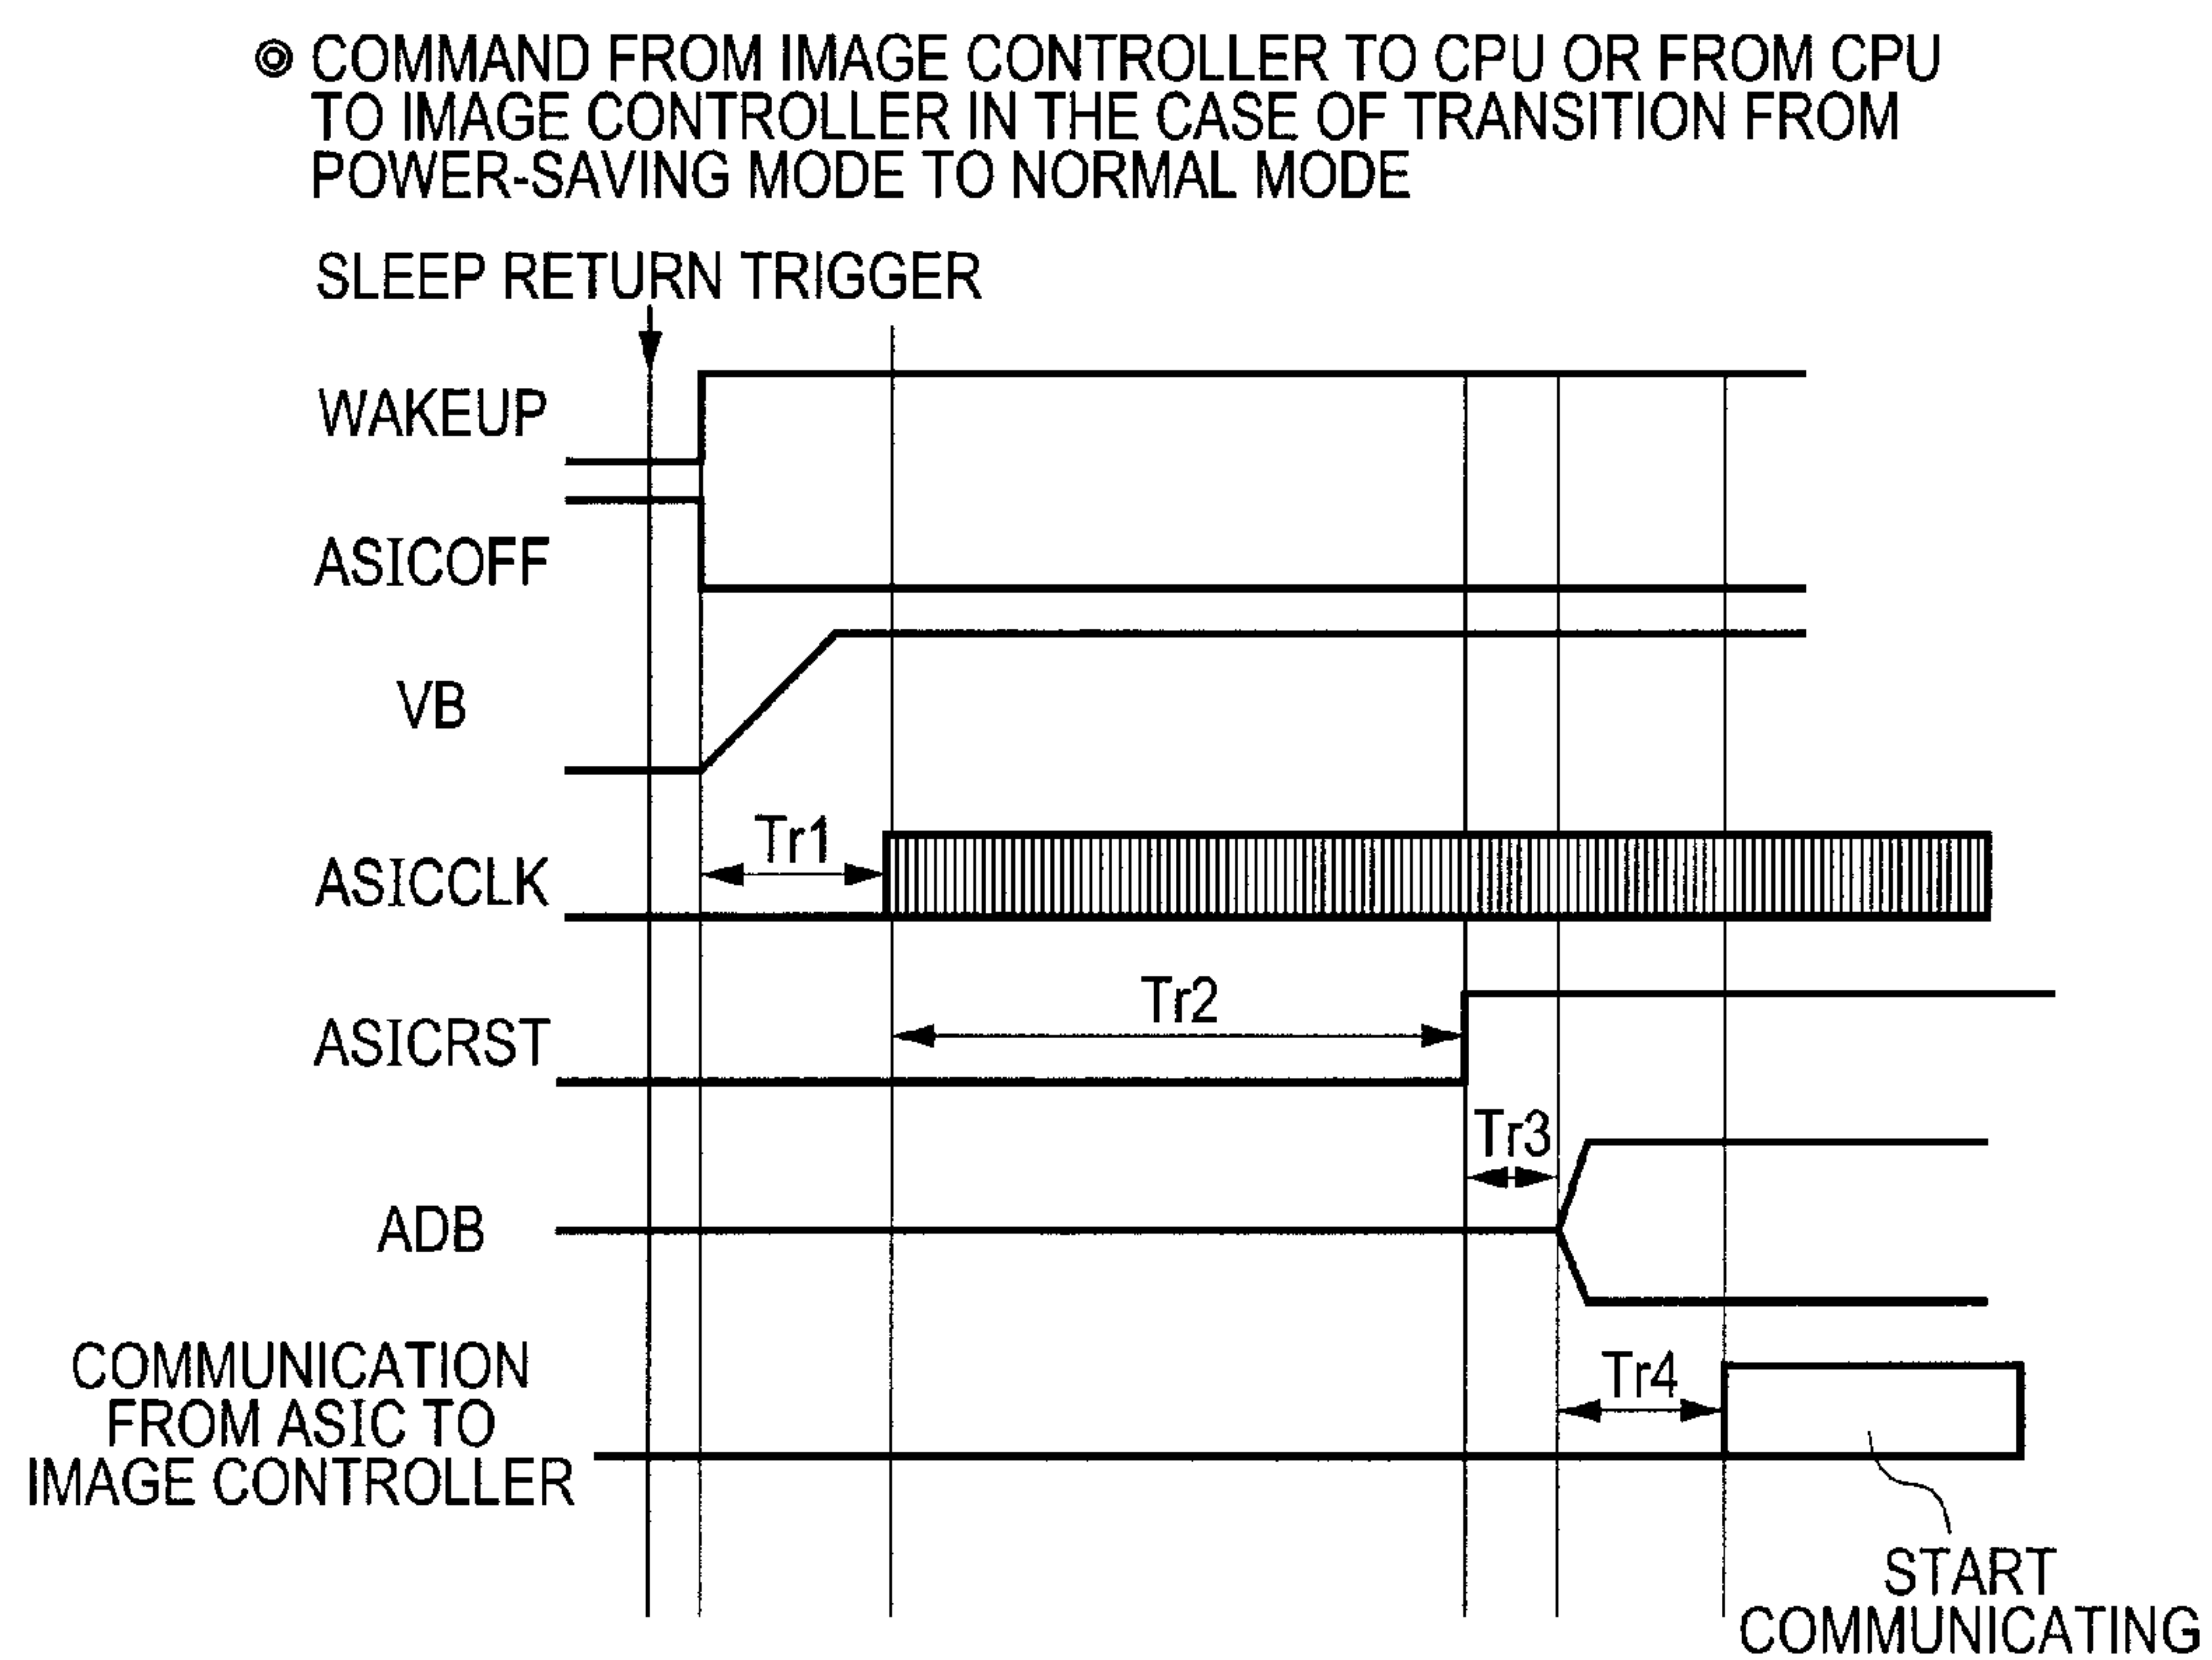 ◎ COMMAND FROM IMAGE CONTROLLER TO CPU OR FROM CPU
TO IMAGE CONTROLLER IN THE CASE OF TRANSITION FROM
POWER-SAVING MODE TO NORMAL MODE
SLEEP RETURN TRIGGER
WAKEUP
ASICOFF
VB
Tr1
ASICCLK
Tr2
ASICRST
Tr3
ADB
Tr4
COMMUNICATION
FROM ASIC TO
IMAGE CONTROLLER
START
COMMUNICATING